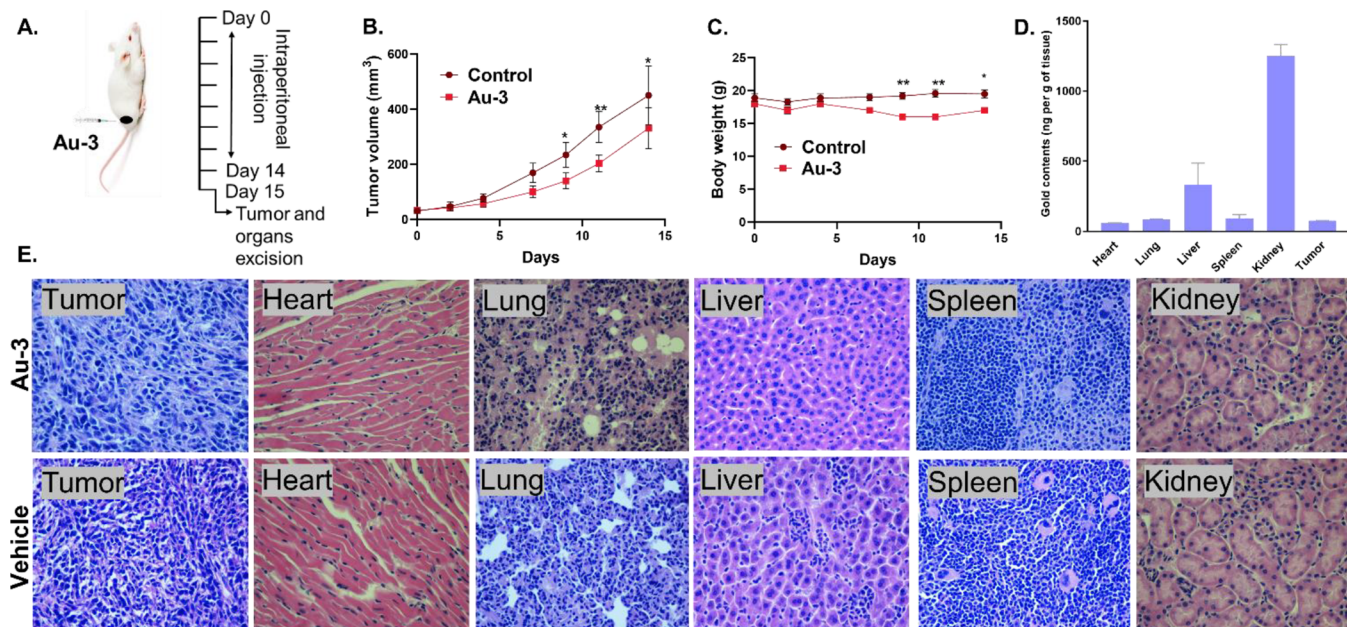 A.
Au-3
Day 0
Intraperitoneal
injection
Day 14
Day 15
Tumor and
organs
excision
B.
Tumor volume (mm³)
600
400
200
0
0
5
10
15
Days
Control
Au-3
*
**
*
C.
Body weight (g)
25
20
15
10
5
0
0
5
10
15
Days
**
**
*
Control
Au-3
D.
Gold contents (ng per g of tissue)
1500
1000
500
0
Heart
Lung
Liver
Spleen
Kidney
Tumor
E.
Au-3
Tumor
Heart
Lung
Liver
Spleen
Kidney
Vehicle
Tumor
Heart
Lung
Liver
Spleen
Kidney